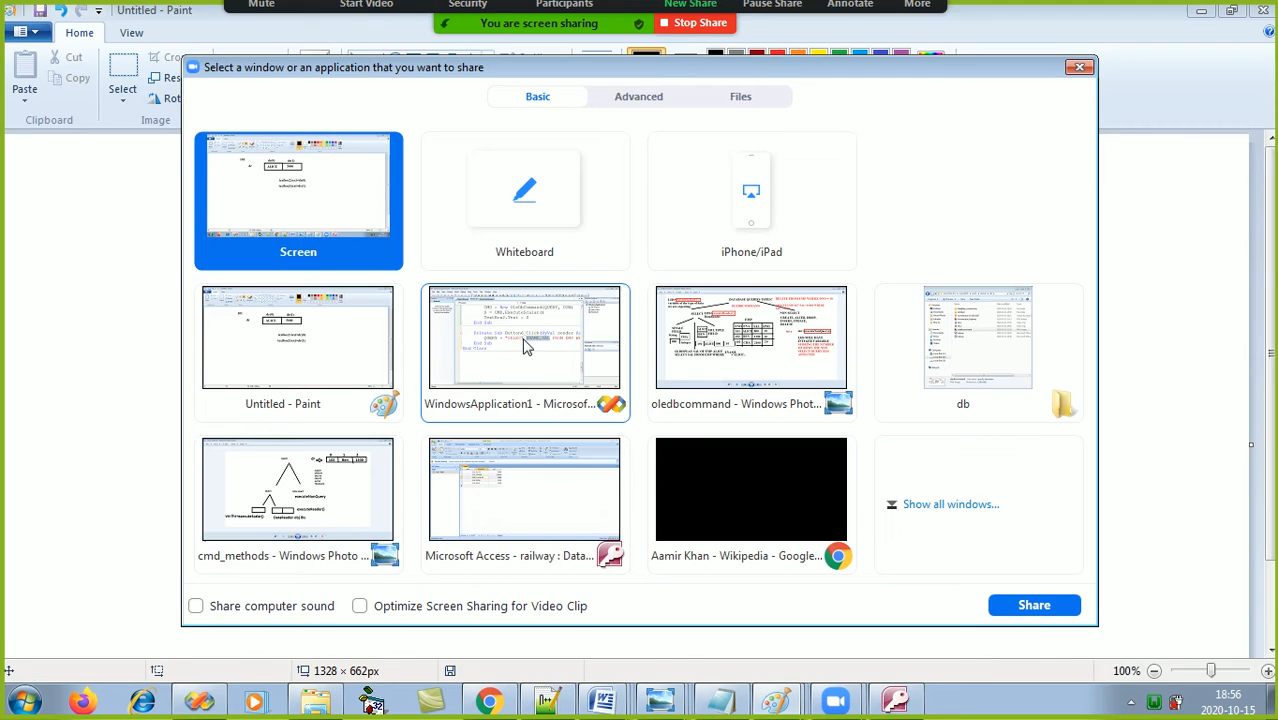 Untitled - Paint
Mute
Start Video
Security
Participants
New Share
Pause Share
Annotate
More
You are screen sharing
Stop Share
Home
View
Paste
Cut
Copy
Clipboard
Select
Image
Select a window or an application that you want to share
Basic
Advanced
Files
Screen
Whiteboard
iPhone/iPad
Untitled - Paint
WindowsApplication1 - Microsof...
oledbcommand - Windows Phot...
db
cmd_methods - Windows Photo ...
Microsoft Access - railway : Data...
Aamir Khan - Wikipedia - Google...
Show all windows...
Share computer sound
Optimize Screen Sharing for Video Clip
Share
1328 × 662px
100%
18:56
2020-10-15